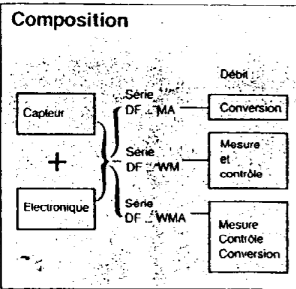 Composition
Débit
Capteur
+
Electronique
Série
DF ... MA
Série
DF ... WM
Série
DF ... WMA
Conversion
Mesure
et
contrôle
Mesure
Contrôle
Conversion